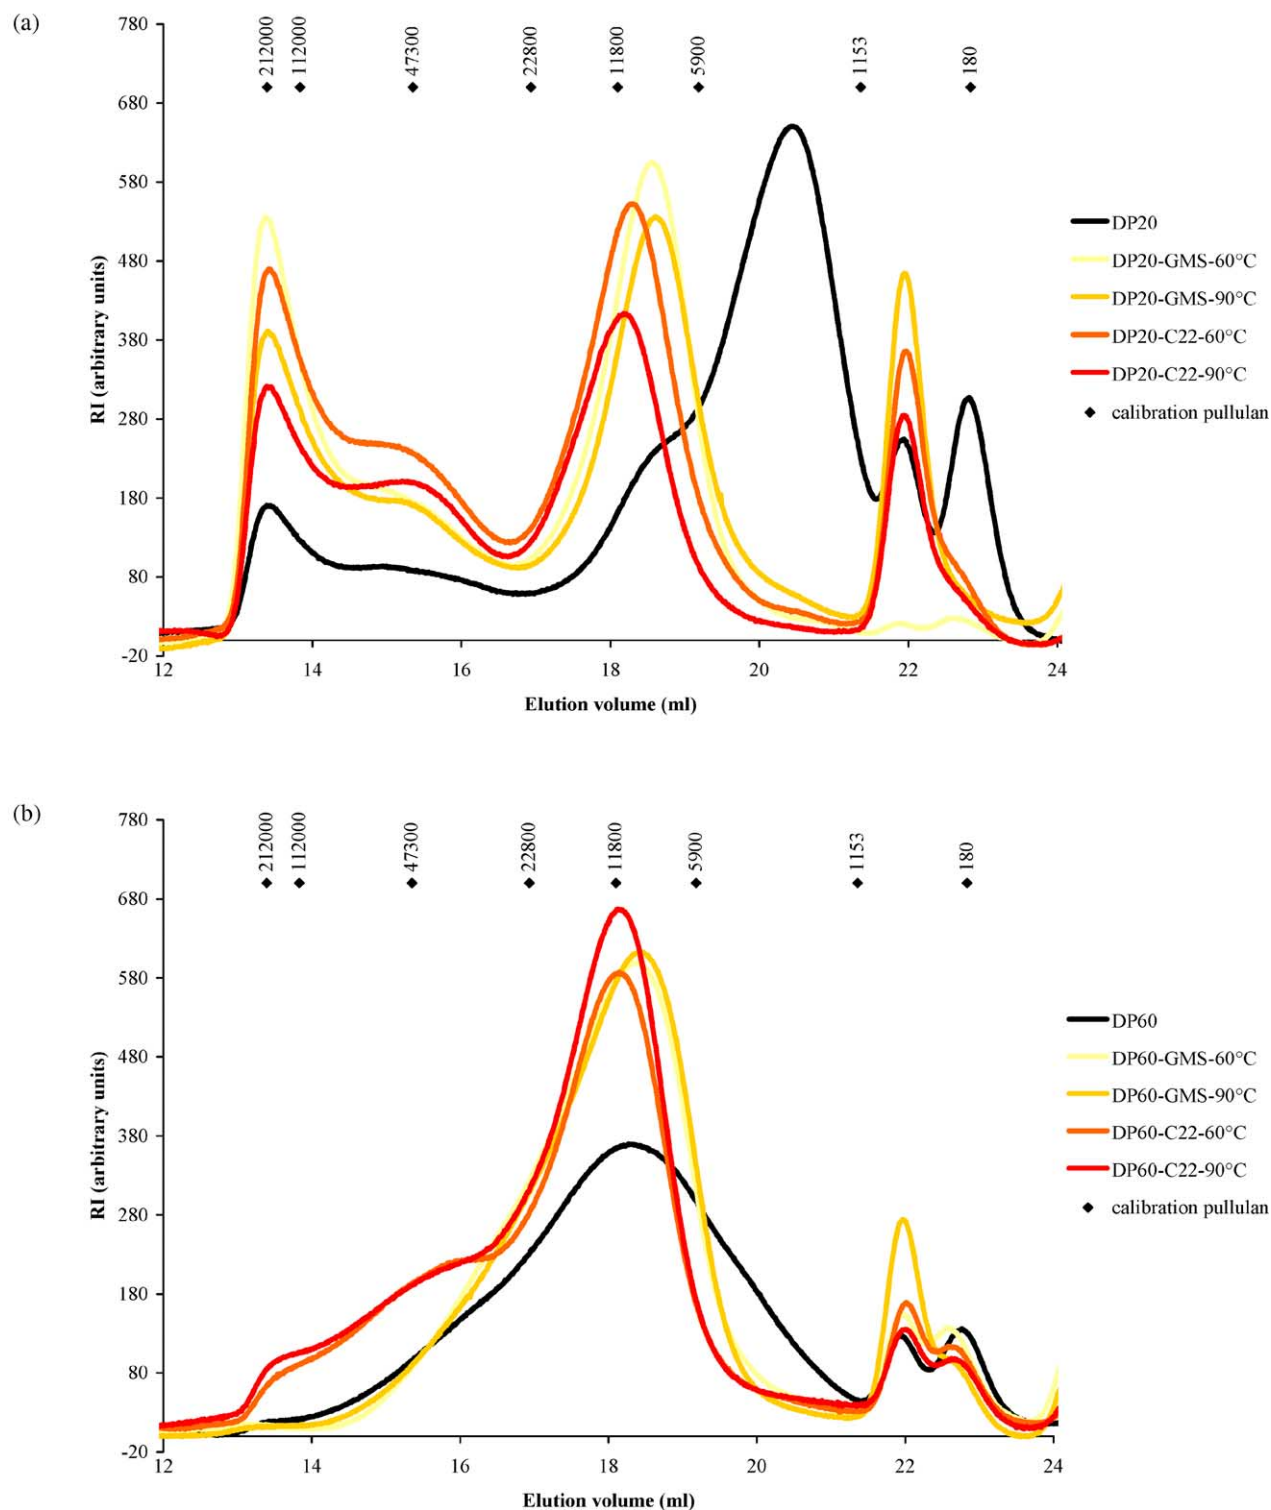 (a)
780
680
580
480
380
280
180
80
-20
RI (arbitrary units)
212000
112000
47300
22800
11800
5900
1153
180
12
14
16
18
20
22
24
Elution volume (ml)
DP20
DP20-GMS-60°C
DP20-GMS-90°C
DP20-C22-60°C
DP20-C22-90°C
calibration pullulan
(b)
780
680
580
480
380
280
180
80
-20
RI (arbitrary units)
212000
112000
47300
22800
11800
5900
1153
180
12
14
16
18
20
22
24
Elution volume (ml)
DP60
DP60-GMS-60°C
DP60-GMS-90°C
DP60-C22-60°C
DP60-C22-90°C
calibration pullulan